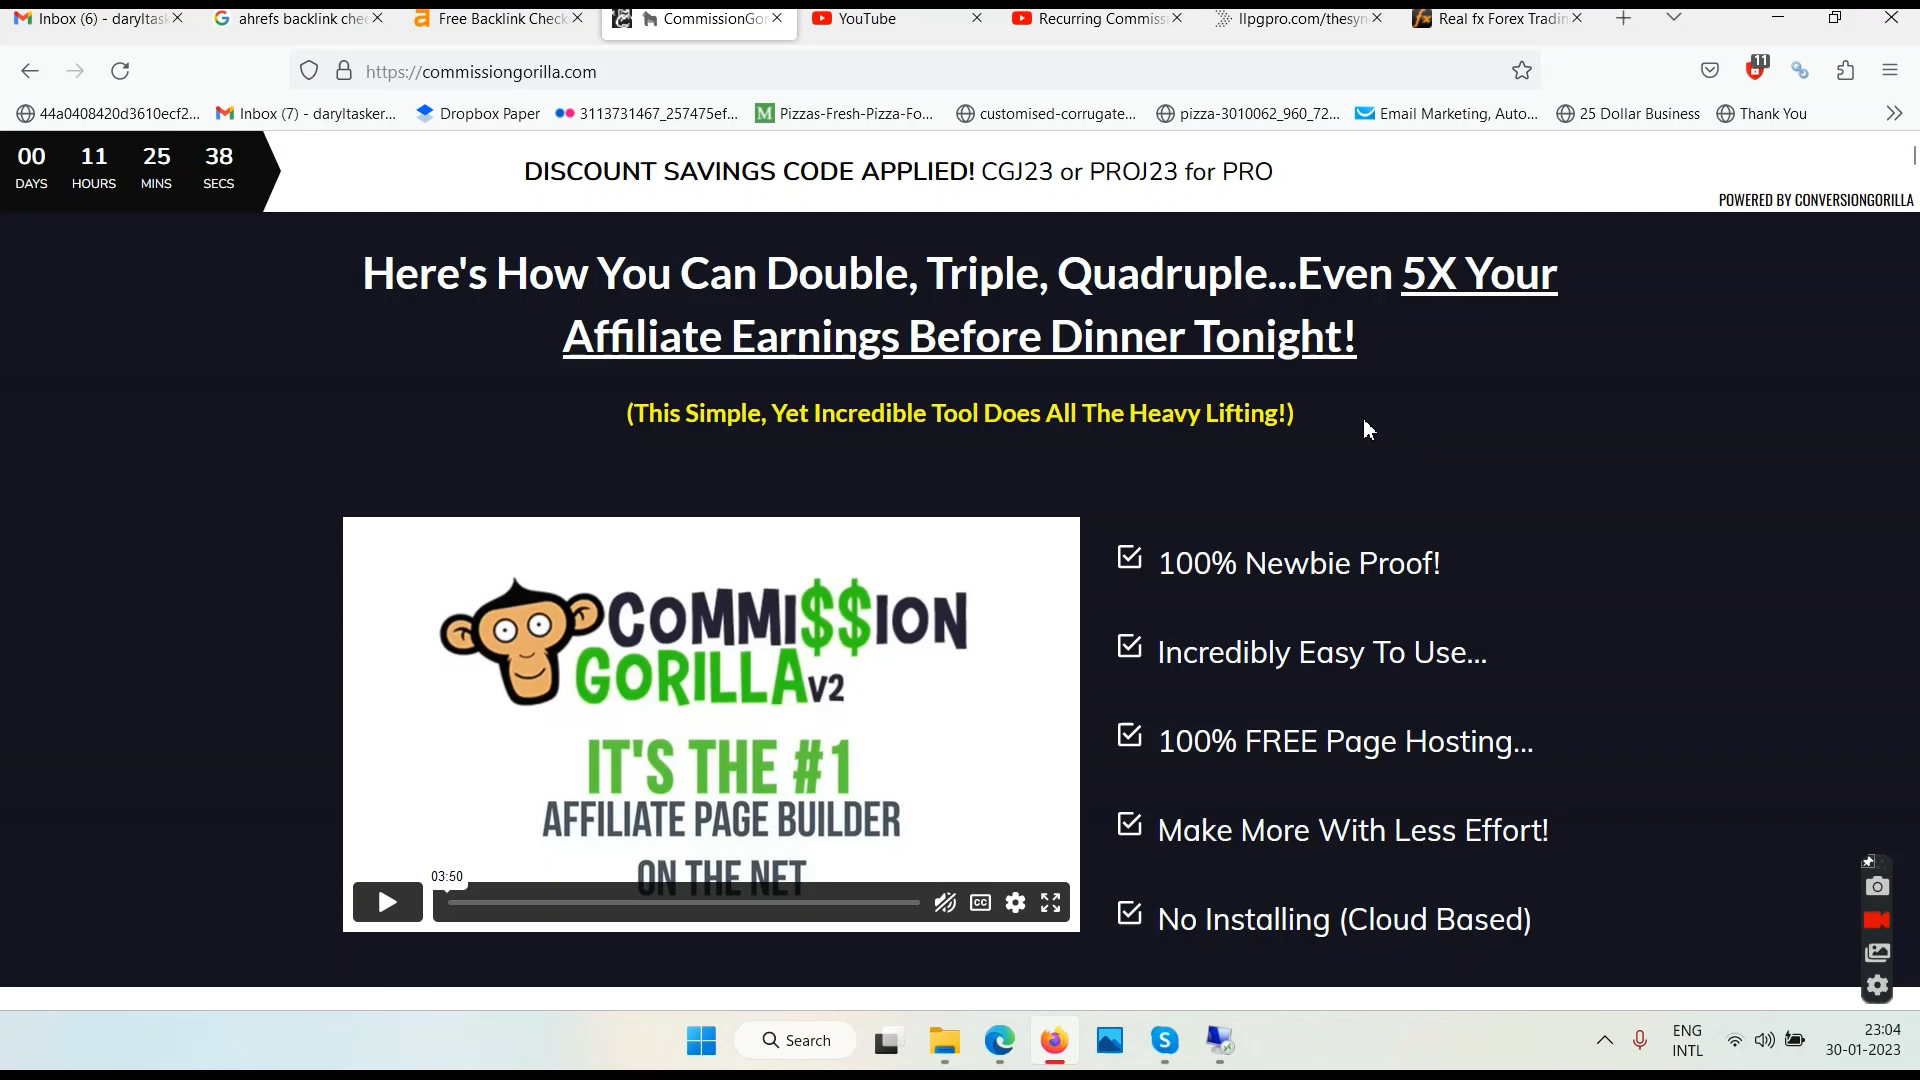 Inbox (6) - daryltas
ahrefs backlink che
Free Backlink Check
CommissionGo
YouTube
Recurring Commiss
llpgpro.com/thesyn
fx
Real fx Forex Tradin
https://commissiongorilla.com
11
44a0408420d3610ecf2...
Inbox (7) - daryltasker...
Dropbox Paper
3113731467_257475ef...
M
Pizzas-Fresh-Pizza-Fo...
customised-corrugate...
pizza-3010062_960_72...
Email Marketing, Auto...
25 Dollar Business
Thank You
00 11 25 38
DAYS HOURS MINS SECS
DISCOUNT SAVINGS CODE APPLIED! CGJ23 or PROJ23 for PRO
POWERED BY CONVERSIONGORILLA
Here's How You Can Double, Triple, Quadruple...Even 5X Your
Affiliate Earnings Before Dinner Tonight!
(This Simple, Yet Incredible Tool Does All The Heavy Lifting!)
COMMI$$ION
GORILLA V2
IT'S THE #1
AFFILIATE PAGE BUILDER
ON THE NET
03:50
CC
100% Newbie Proof!
Incredibly Easy To Use...
100% FREE Page Hosting...
Make More With Less Effort!
No Installing (Cloud Based)
Search
ENG
INTL
23:04
30-01-2023